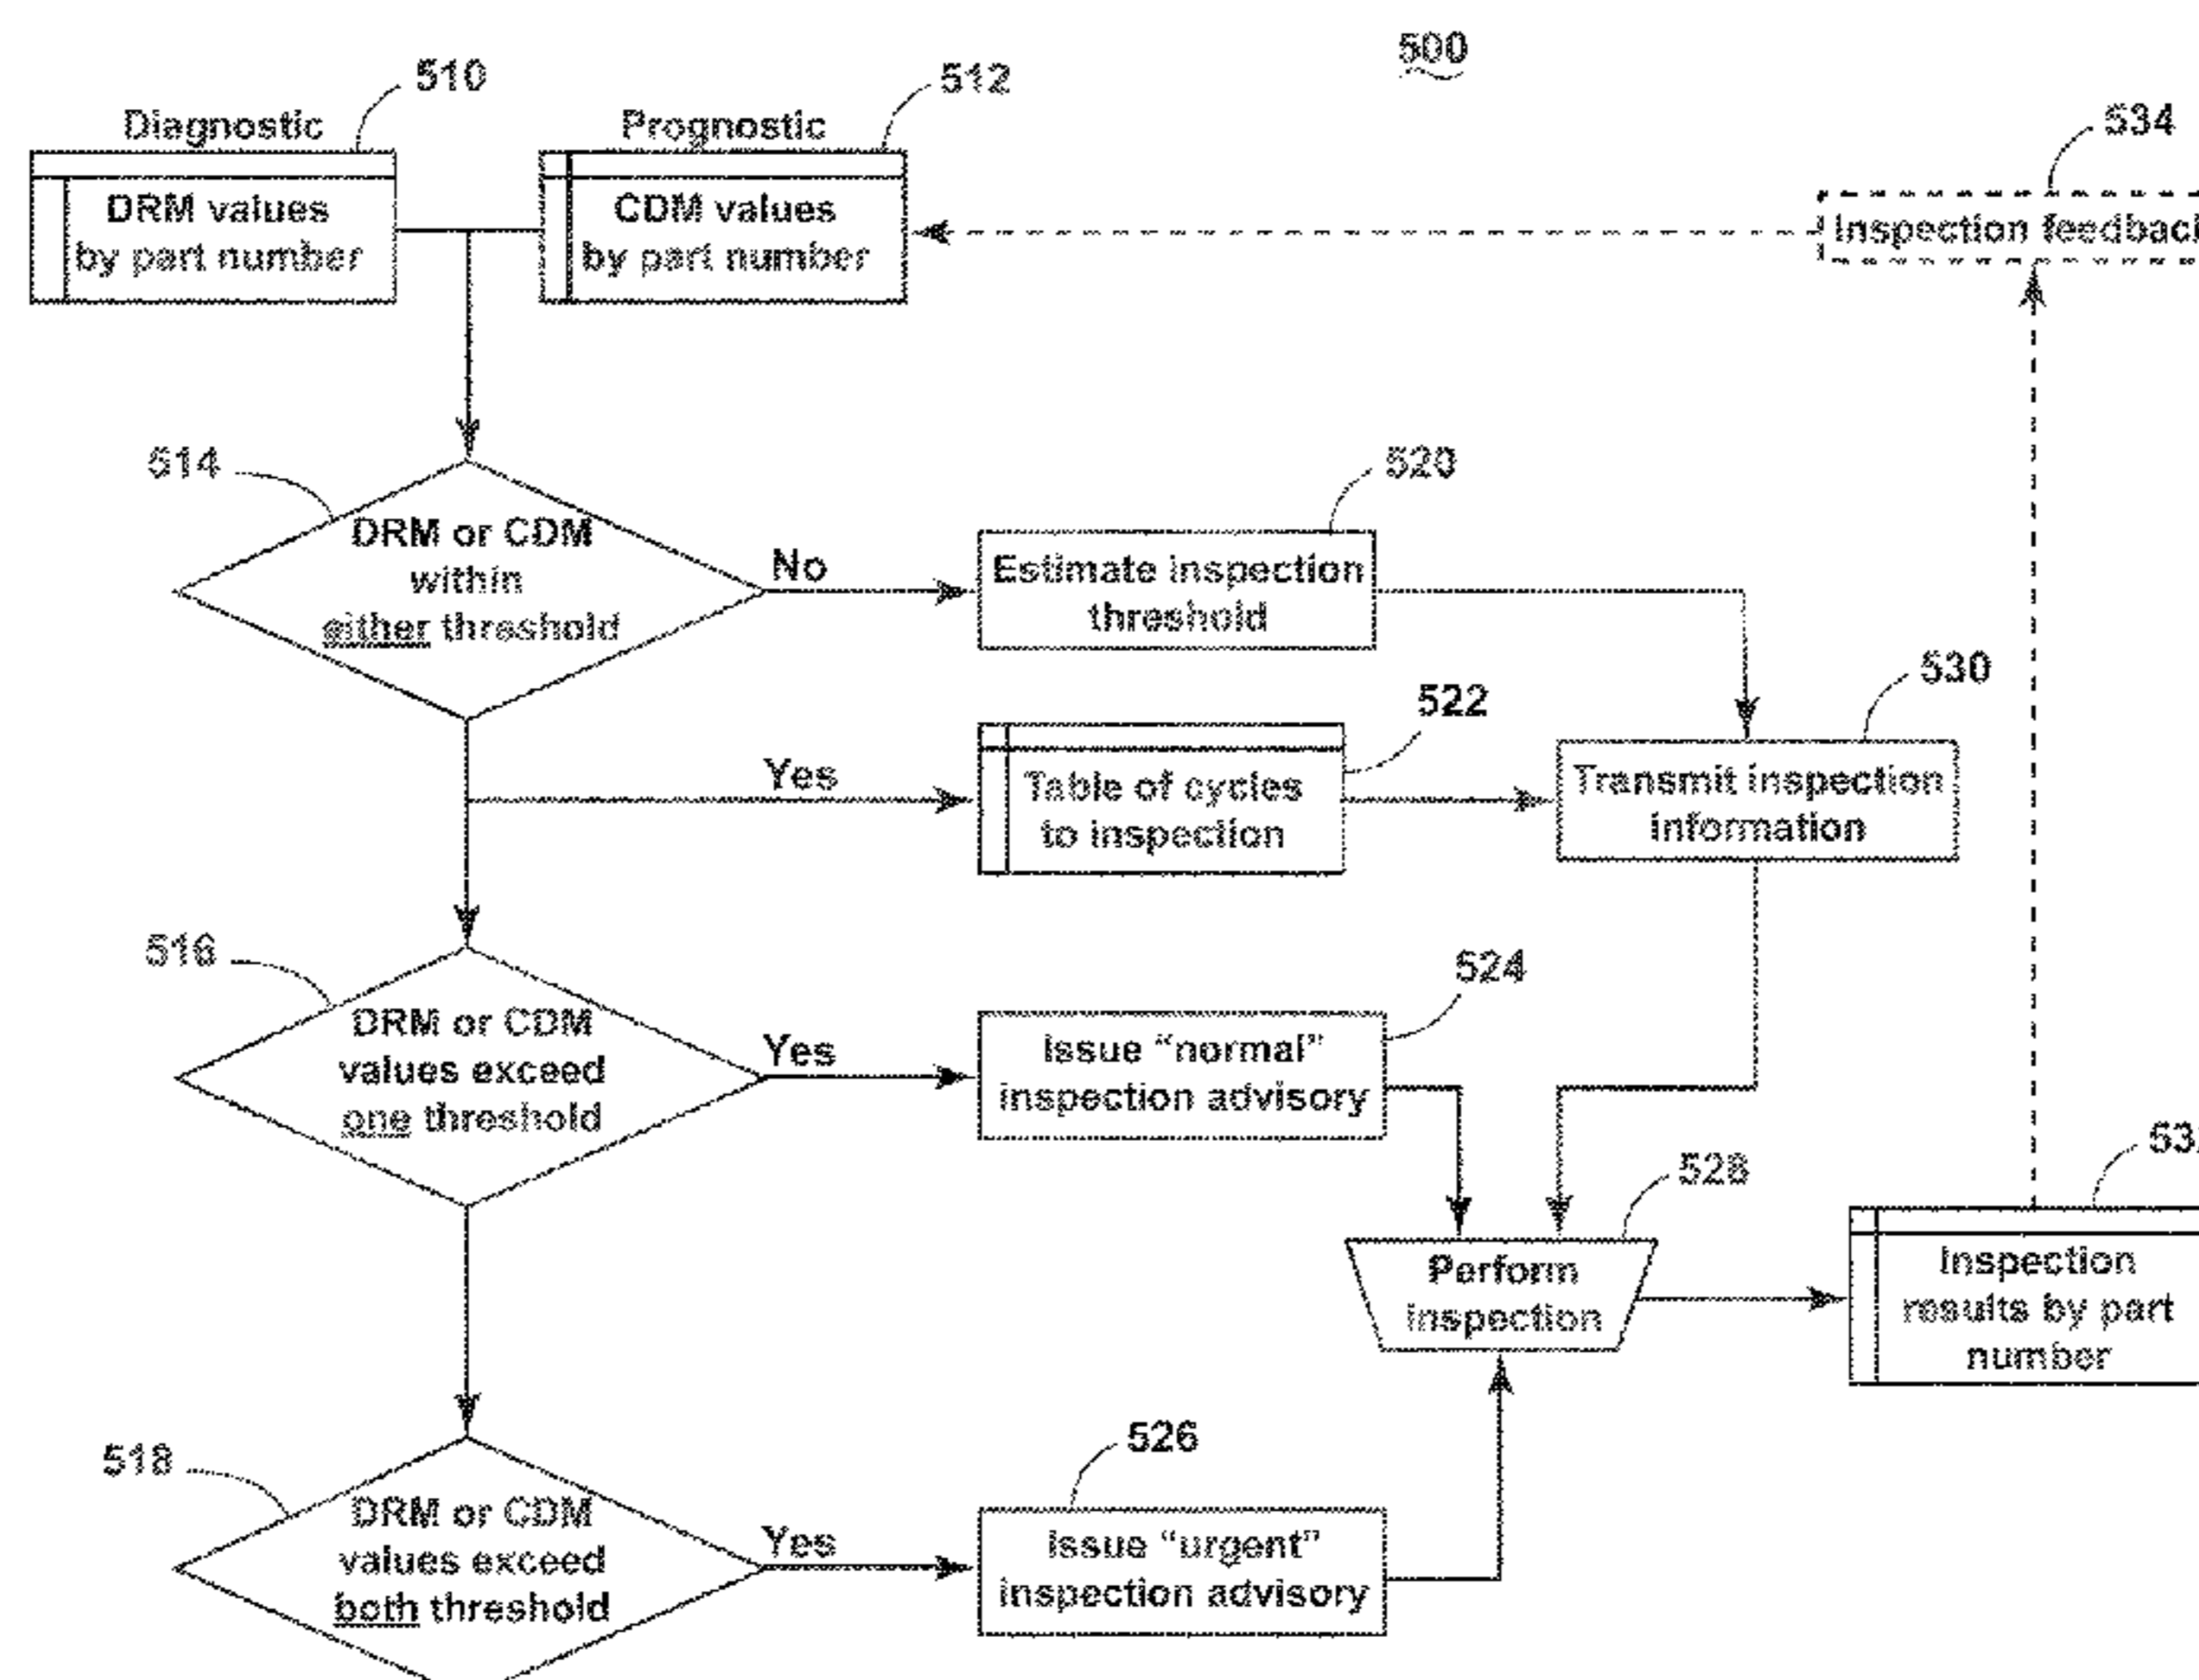 500
510
512
534
Diagnostic
Prognostic
DRM values
by part number
CDM values
by part number
Inspection feedback
514
DRM or CDM
within
either threshold
No
520
Estimate inspection
threshold
530
522
Yes
Table of cycles
to inspection
Transmit inspection
information
516
DRM or CDM
values exceed
one threshold
Yes
524
Issue “normal”
inspection advisory
528
Perform
inspection
Inspection
results by part
number
518
DRM or CDM
values exceed
both threshold
Yes
526
Issue “urgent”
inspection advisory